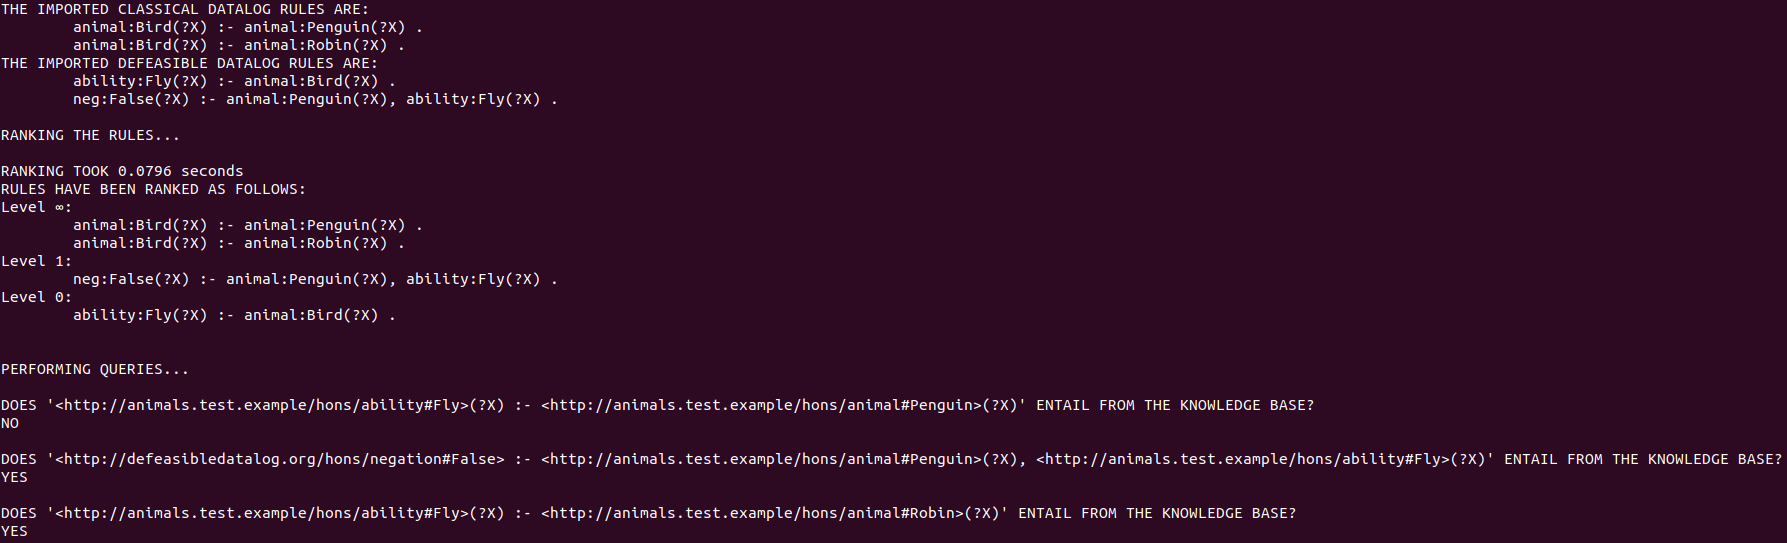 THE IMPORTED CLASSICAL DATALOG RULES ARE:
animal:Bird(?X) :- animal:Penguin(?X) .
animal:Bird(?X) :- animal:Robin(?X) .
THE IMPORTED DEFEASIBLE DATALOG RULES ARE:
ability:Fly(?X) :- animal:Bird(?X) .
neg:False(?X) :- animal:Penguin(?X), ability:Fly(?X) .
RANKING THE RULES...
RANKING TOOK 0.0796 seconds
RULES HAVE BEEN RANKED AS FOLLOWS:
Level ∞:
animal:Bird(?X) :- animal:Penguin(?X) .
animal:Bird(?X) :- animal:Robin(?X) .
Level 1:
neg:False(?X) :- animal:Penguin(?X), ability:Fly(?X) .
Level 0:
ability:Fly(?X) :- animal:Bird(?X) .
PERFORMING QUERIES...
DOES '<http://animals.test.example/hons/ability#Fly>(?X) :- <http://animals.test.example/hons/animal#Penguin>(?X)' ENTAIL FROM THE KNOWLEDGE BASE?
NO
DOES '<http://defeasibledatalog.org/hons/negation#False> :- <http://animals.test.example/hons/animal#Penguin>(?X), <http://animals.test.example/hons/ability#Fly>(?X)' ENTAIL FROM THE KNOWLEDGE BASE?
YES
DOES '<http://animals.test.example/hons/ability#Fly>(?X) :- <http://animals.test.example/hons/animal#Robin>(?X)' ENTAIL FROM THE KNOWLEDGE BASE?
YES